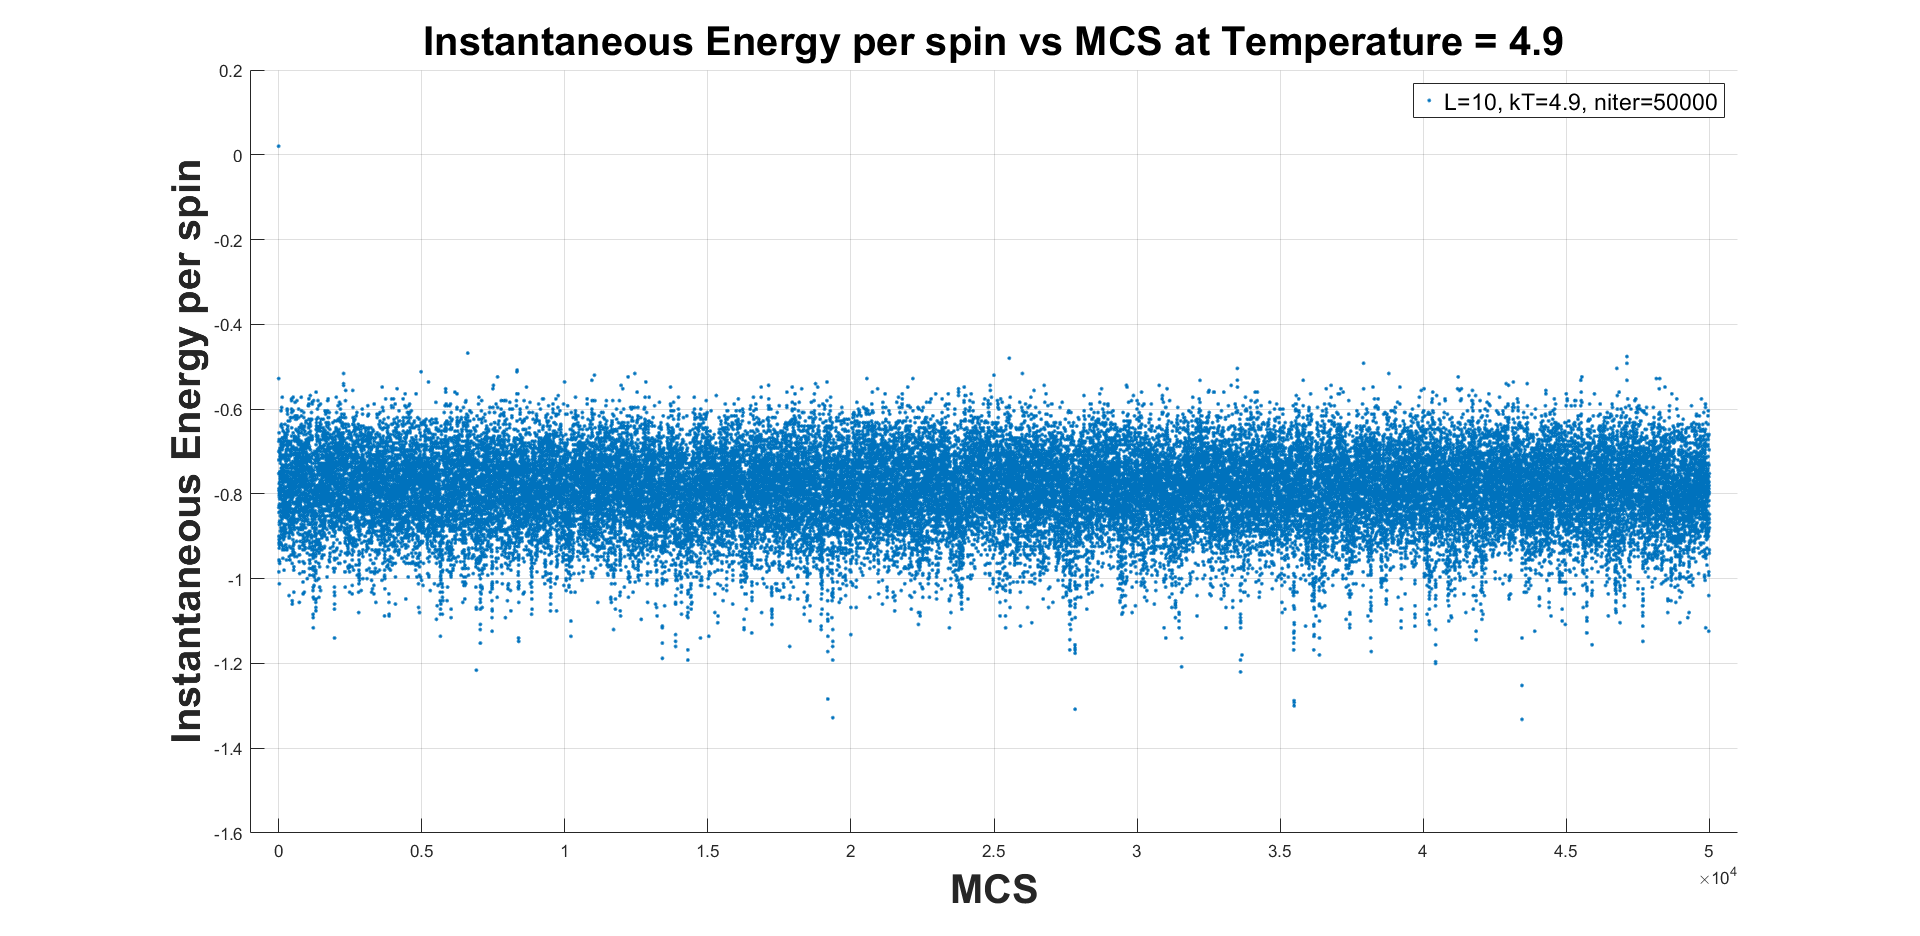 Instantaneous Energy per spin vs MCS at Temperature = 4.9
L=10, kT=4.9, niter=50000
Instantaneous Energy per spin
0.2
0
-0.2
-0.4
-0.6
-0.8
-1
-1.2
-1.4
-1.6
0 0.5 1 1.5 2 2.5 3 3.5 4 4.5 5
×10⁴
MCS